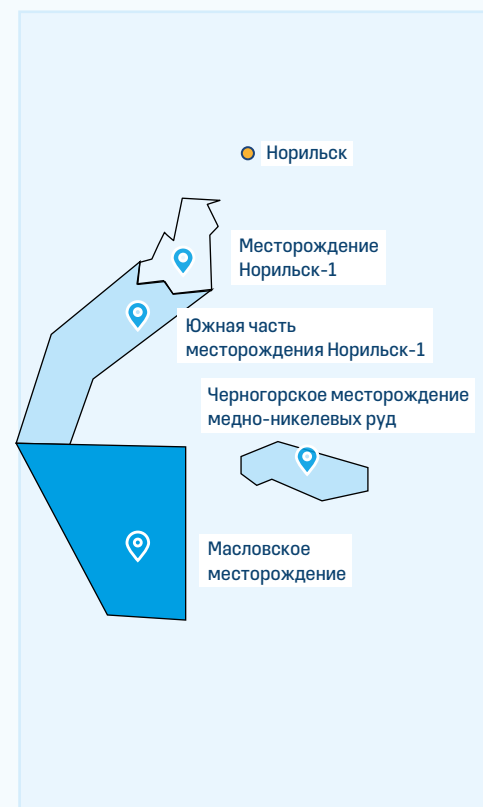 Норильск
Месторождение
Норильск-1
Южная часть
месторождения Норильск-1
Черногорское месторождение
медно-никелевых руд
Масловское
месторождение